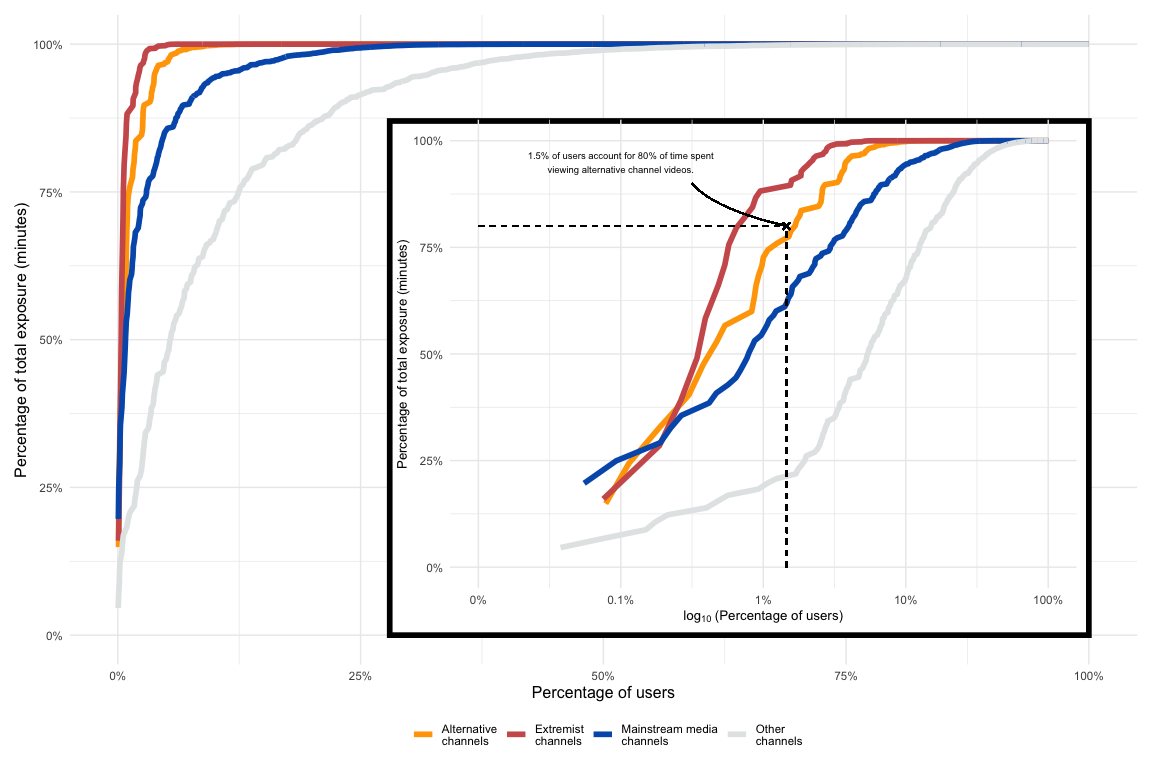 Percentage of total exposure (minutes)
100%
75%
50%
25%
0%
0%
25%
50%
75%
100%
Percentage of users
Percentage of total exposure (minutes)
100%
75%
50%
25%
0%
1.5% of users account for 80% of time spent
viewing alternative channel videos.
0%
0.1%
1%
10%
100%
log₁₀ (Percentage of users)
Alternative
channels
Extremist
channels
Mainstream media
channels
Other
channels